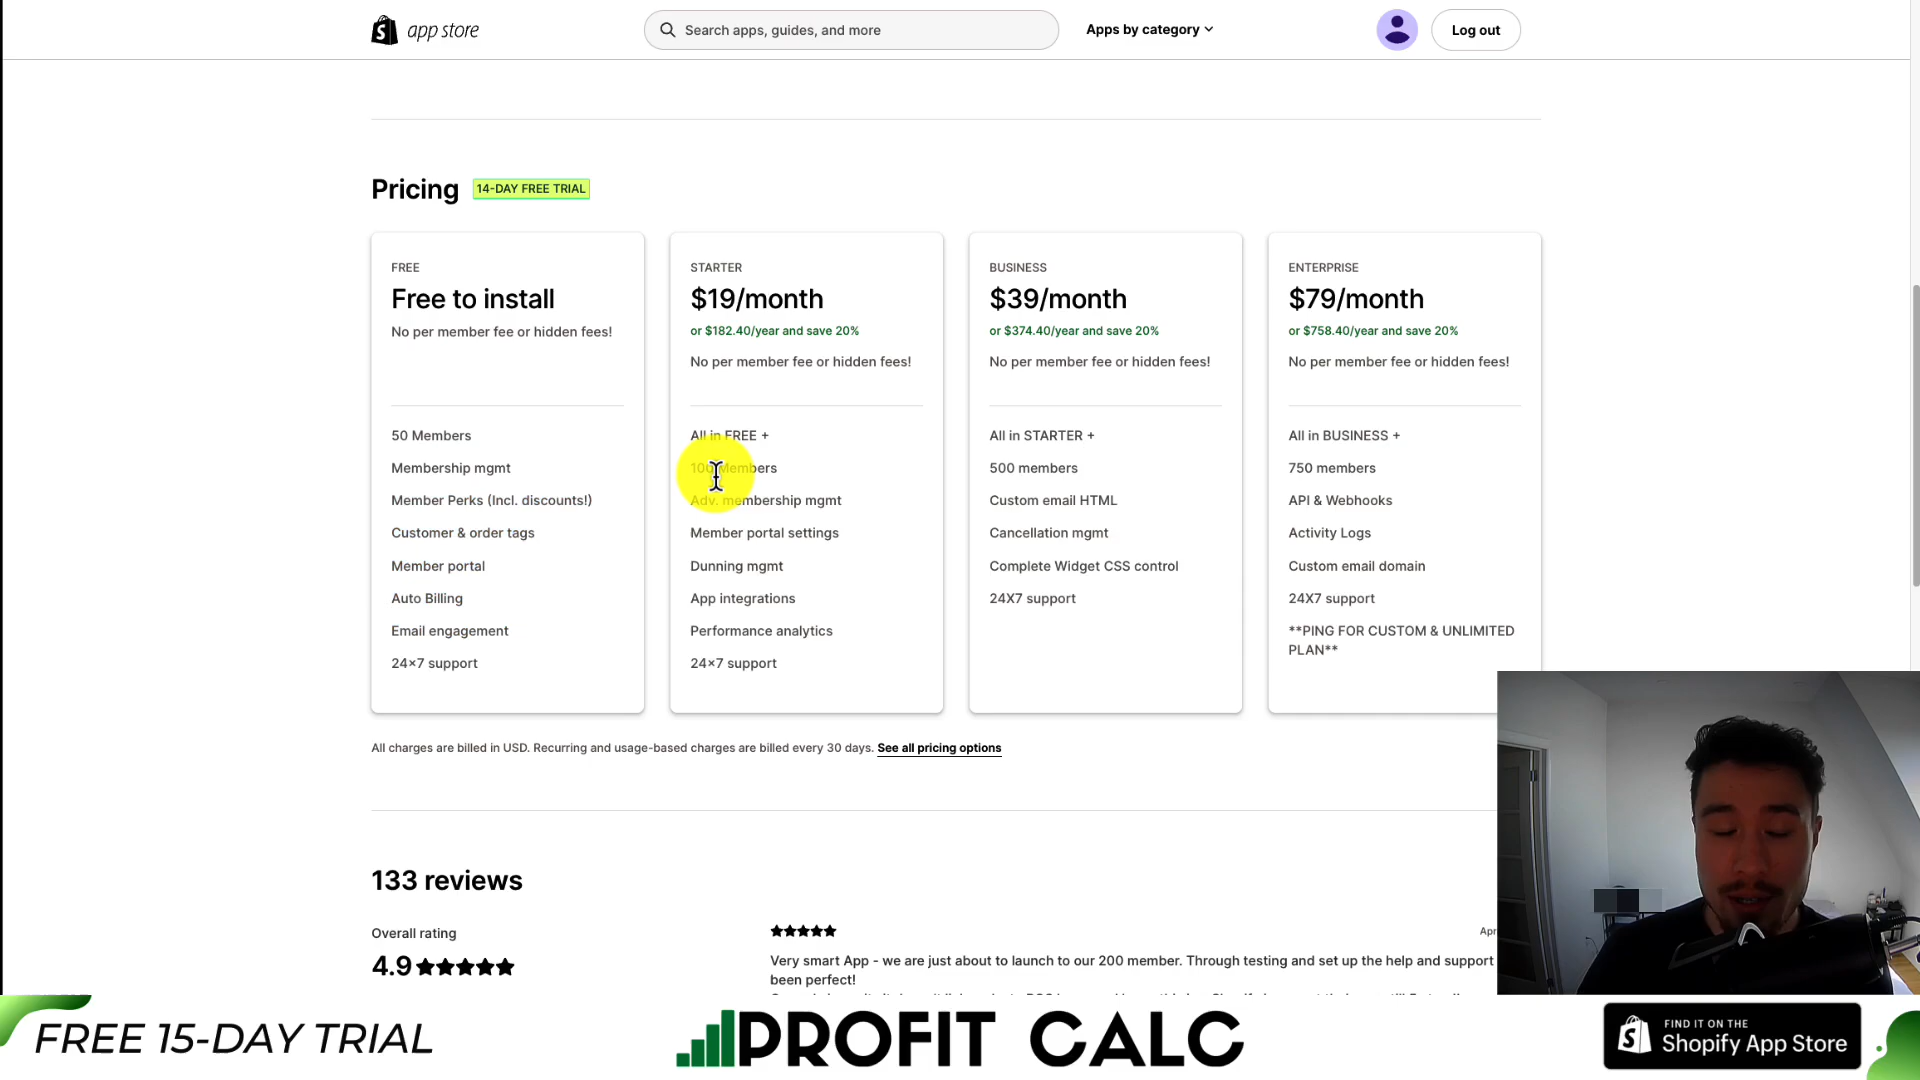 app store
Search apps, guides, and more
Apps by category
Log out
Pricing
14-DAY FREE TRIAL
FREE
Free to install
No per member fee or hidden fees!
50 Members
Membership mgmt
Member Perks (Incl. discounts!)
Customer & order tags
Member portal
Auto Billing
Email engagement
24×7 support
STARTER
$19/month
or $182.40/year and save 20%
No per member fee or hidden fees!
All in FREE +
100 Members
Adv. membership mgmt
Member portal settings
Dunning mgmt
App integrations
Performance analytics
24×7 support
BUSINESS
$39/month
or $374.40/year and save 20%
No per member fee or hidden fees!
All in STARTER +
500 members
Custom email HTML
Cancellation mgmt
Complete Widget CSS control
24X7 support
ENTERPRISE
$79/month
or $758.40/year and save 20%
No per member fee or hidden fees!
All in BUSINESS +
750 members
API & Webhooks
Activity Logs
Custom email domain
24X7 support
**PING FOR CUSTOM & UNLIMITED
PLAN**
All charges are billed in USD. Recurring and usage-based charges are billed every 30 days. See all pricing options
133 reviews
Overall rating
4.9
Apr
Very smart App - we are just about to launch to our 200 member. Through testing and set up the help and support
been perfect!
FREE 15-DAY TRIAL
PROFIT CALC
FIND IT ON THE
Shopify App Store